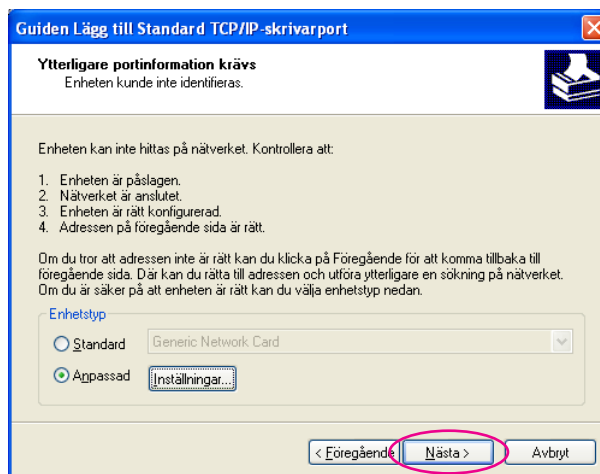 Guiden Lägg till Standard TCP/IP-skrivarport
Ytterligare portinformation krävs
Enheten kunde inte identifieras.
Enheten kan inte hittas på nätverket. Kontrollera att:
1. Enheten är påslagen.
2. Nätverket är anslutet.
3. Enheten är rätt konfigurerad.
4. Adressen på föregående sida är rätt.
Om du tror att adressen inte är rätt kan du klicka på Föregående för att komma tillbaka till
föregående sida. Där kan du rätta till adressen och utföra ytterligare en sökning på nätverket.
Om du är säker på att enheten är rätt kan du välja enhetstyp nedan.
Enhetstyp
Standard
Generic Network Card
Anpassad
Inställningar...
< Föregående
Nästa >
Avbryt